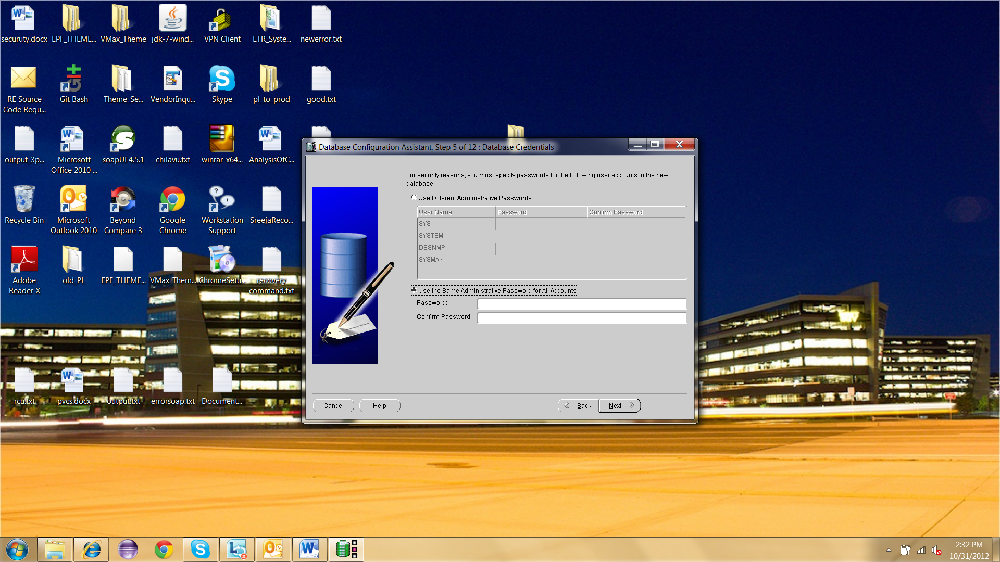 securuty.docx
EPF_THEME...
VMax_Theme
jdk-7-wind...
VPN Client
ETR_Syste...
newerror.txt
RE Source
Code Requ...
Git Bash
Theme_Se...
VendorInqu...
Skype
pl_to_prod
good.txt
output_3p...
Microsoft
Office 2010 ...
soapUI 4.5.1
chilavu.txt
winrar-x64...
AnalysisOfC...
Recycle Bin
Microsoft
Outlook 2010
Beyond
Compare 3
Google
Chrome
Workstation
Support
SreejaReco...
Adobe
Reader X
old_PL
EPF_THEME...
VMax_Them...
ChromeSetu...
recovery
command.txt
rcu.txt
pvcs.docx
output.txt
errorsoap.txt
Document...
Database Configuration Assistant, Step 5 of 12 : Database Credentials
For security reasons, you must specify passwords for the following user accounts in the new
database.
Use Different Administrative Passwords
User Name Password Confirm Password
SYS
SYSTEM
DBSNMP
SYSMAN
Use the Same Administrative Password for All Accounts
Password:
Confirm Password:
Cancel Help Back Next
2:32 PM
10/31/2012